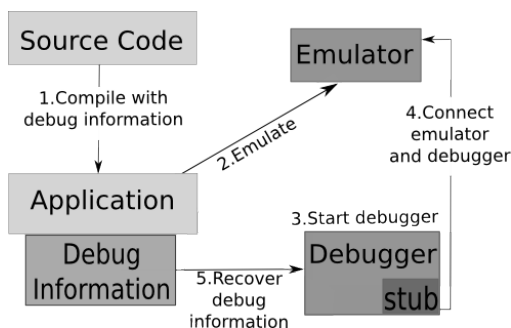 Source Code
Emulator
1.Compile with
debug information
2.Emulate
4.Connect
emulator
and debugger
Application
Debug
Information
3.Start debugger
Debugger
stub
5.Recover
debug
information